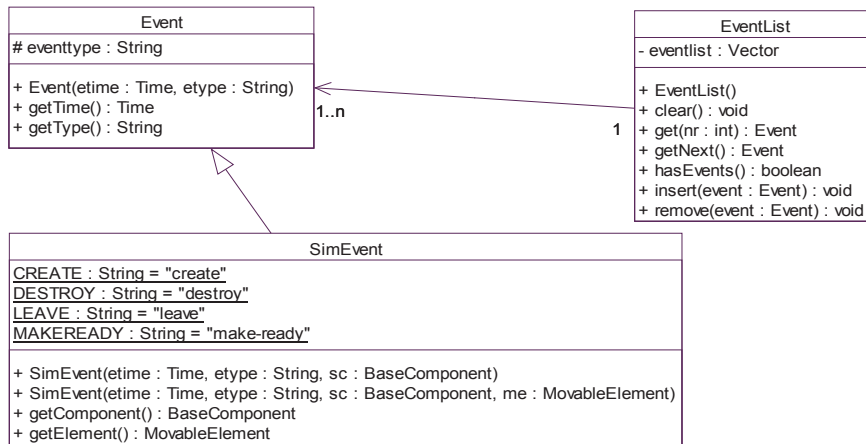 Event
# eventtype : String
+ Event(etime : Time, etype : String)
+ getTime() : Time
+ getType() : String
1..n
1
EventList
- eventlist : Vector
+ EventList()
+ clear() : void
+ get(nr : int) : Event
+ getNext() : Event
+ hasEvents() : boolean
+ insert(event : Event) : void
+ remove(event : Event) : void
SimEvent
CREATE : String = "create"
DESTROY : String = "destroy"
LEAVE : String = "leave"
MAKEREADY : String = "make-ready"
+ SimEvent(etime : Time, etype : String, sc : BaseComponent)
+ SimEvent(etime : Time, etype : String, sc : BaseComponent, me : MovableElement)
+ getComponent() : BaseComponent
+ getElement() : MovableElement